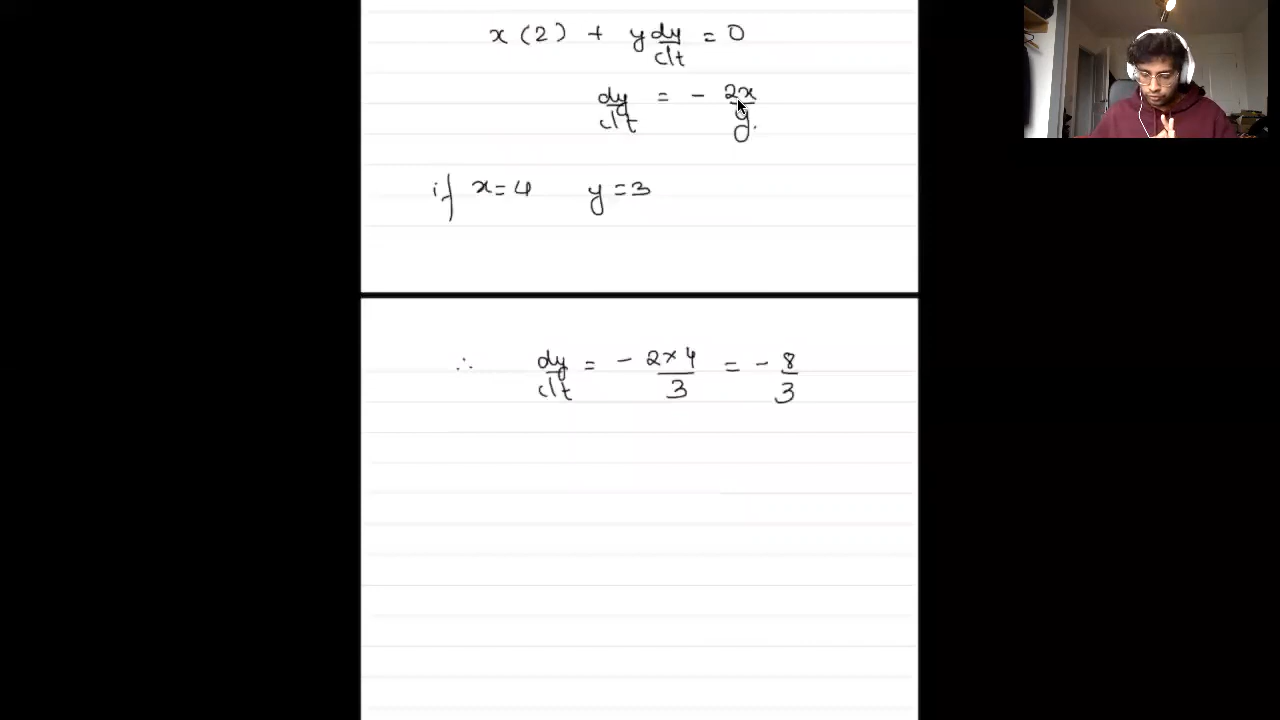 x (2) + y dy/dt = 0
dy/dt = - 2x/y.
if x = 4 y = 3
∴ dy/dt = - 2×4/3 = - 8/3